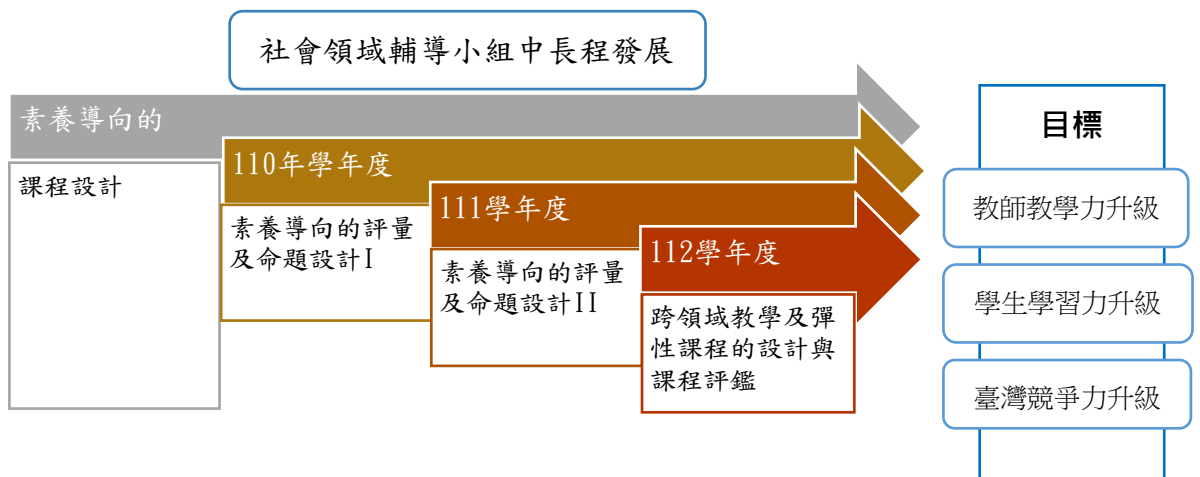 社會領域輔導小組中長程發展
素養導向的
課程設計
110年學年度
素養導向的評量
及命題設計I
111學年度
素養導向的評量
及命題設計II
112學年度
跨領域教學及彈
性課程的設計與
課程評鑑
目標
教師教學力升級
學生學習力升級
臺灣競爭力升級